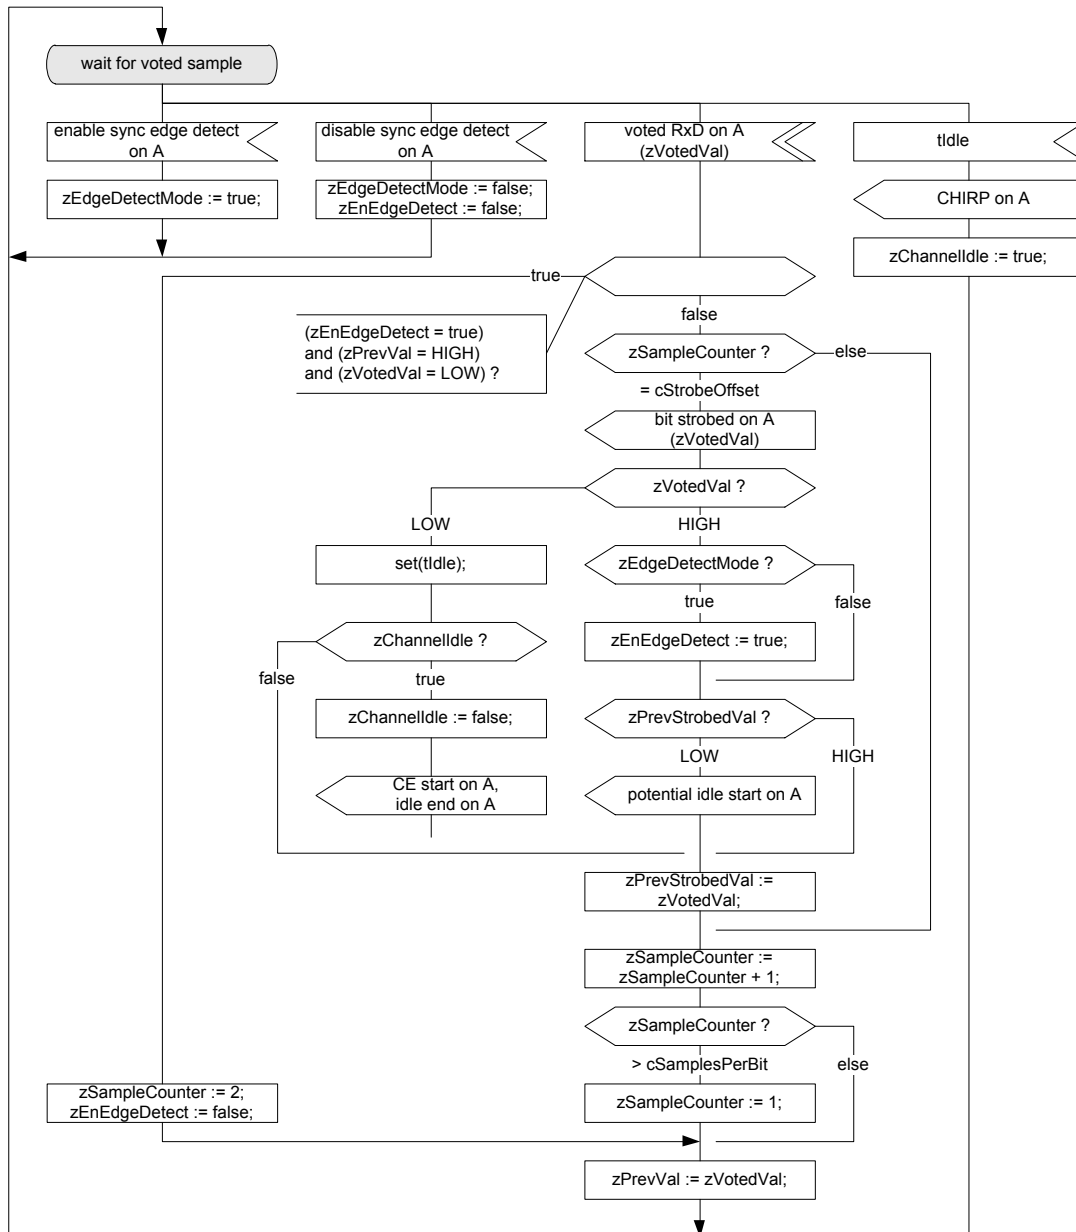 wait for voted sample
enable sync edge detect
on A
disable sync edge detect
on A
voted RxD on A
(zVotedVal)
tIdle
zEdgeDetectMode := true;
zEdgeDetectMode := false;
zEnEdgeDetect := false;
CHIRP on A
zChannelIdle := true;
true
false
(zEnEdgeDetect = true)
and (zPrevVal = HIGH)
and (zVotedVal = LOW) ?
zSampleCounter ?
else
= cStrobeOffset
bit strobed on A
(zVotedVal)
zVotedVal ?
LOW
HIGH
set(tIdle);
zEdgeDetectMode ?
true
false
zChannelIdle ?
zEnEdgeDetect := true;
false
true
zChannelIdle := false;
zPrevStrobedVal ?
LOW
HIGH
CE start on A,
idle end on A
potential idle start on A
zPrevStrobedVal :=
zVotedVal;
zSampleCounter :=
zSampleCounter + 1;
zSampleCounter ?
> cSamplesPerBit
else
zSampleCounter := 2;
zEnEdgeDetect := false;
zSampleCounter := 1;
zPrevVal := zVotedVal;